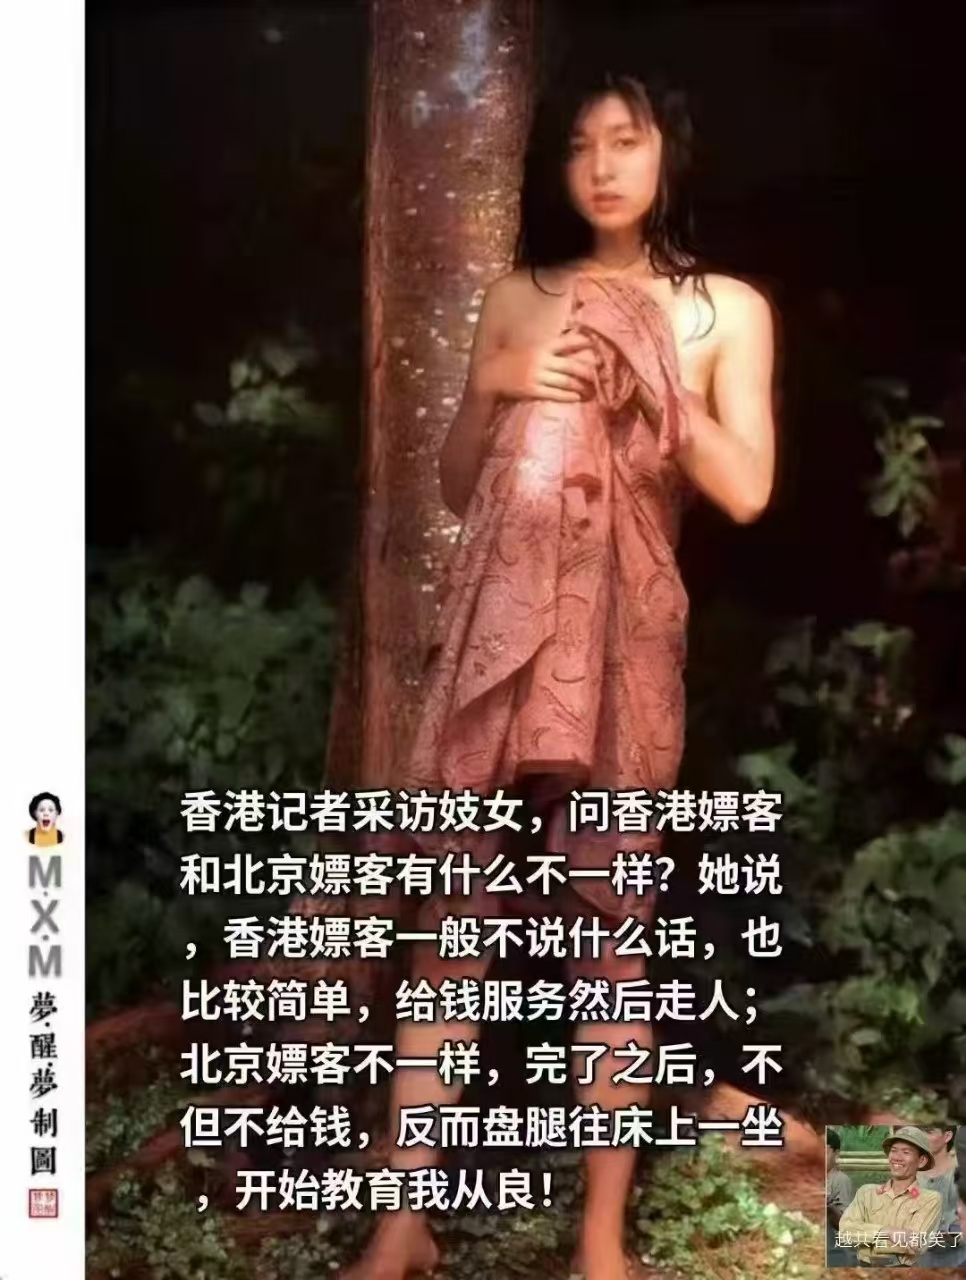 香港记者采访妓女，问香港嫖客
和北京嫖客有什么不一样？她说
，香港嫖客一般不说什么话，也
比较简单，给钱服务然后走人；
北京嫖客不一样，完了之后，不
但不给钱，反而盘腿往床上一坐
，开始教育我从良！
M·X·M
夢·醒·夢制圖
越共看见都笑了